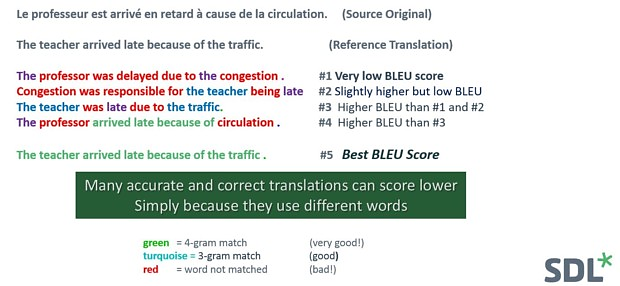 Le professeur est arrivé en retard à cause de la circulation. (Source Original)
The teacher arrived late because of the traffic. (Reference Translation)
The professor was delayed due to the congestion . #1 Very low BLEU score
Congestion was responsible for the teacher being late #2 Slightly higher but low BLEU
The teacher was late due to the traffic. #3 Higher BLEU than #1 and #2
The professor arrived late because of circulation . #4 Higher BLEU than #3
The teacher arrived late because of the traffic . #5 Best BLEU Score
Many accurate and correct translations can score lower
Simply because they use different words
green = 4-gram match (very good!)
turquoise = 3-gram match (good)
red = word not matched (bad!)
SDL*